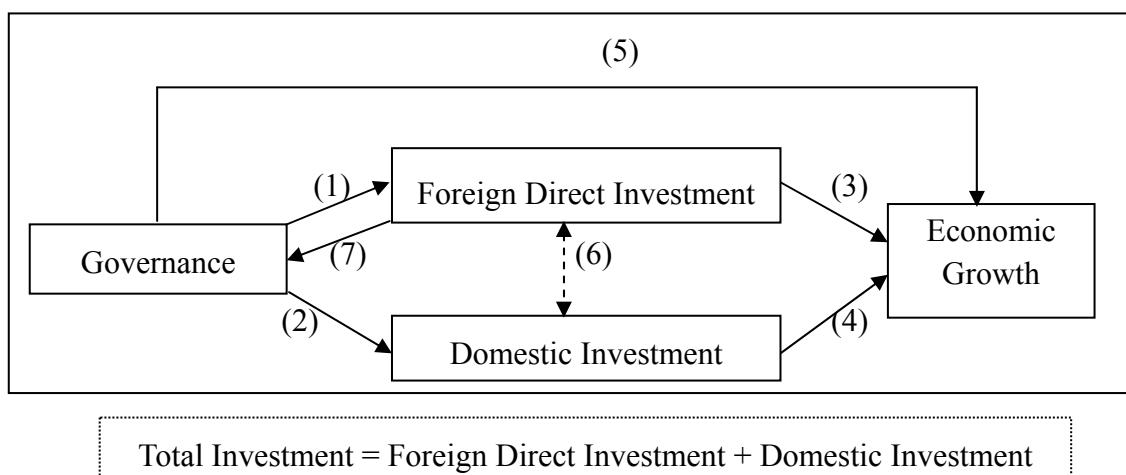 (5)
(1)
Foreign Direct Investment
(3)
Economic
Growth
Governance
(7)
(6)
(2)
(4)
Domestic Investment
Total Investment = Foreign Direct Investment + Domestic Investment